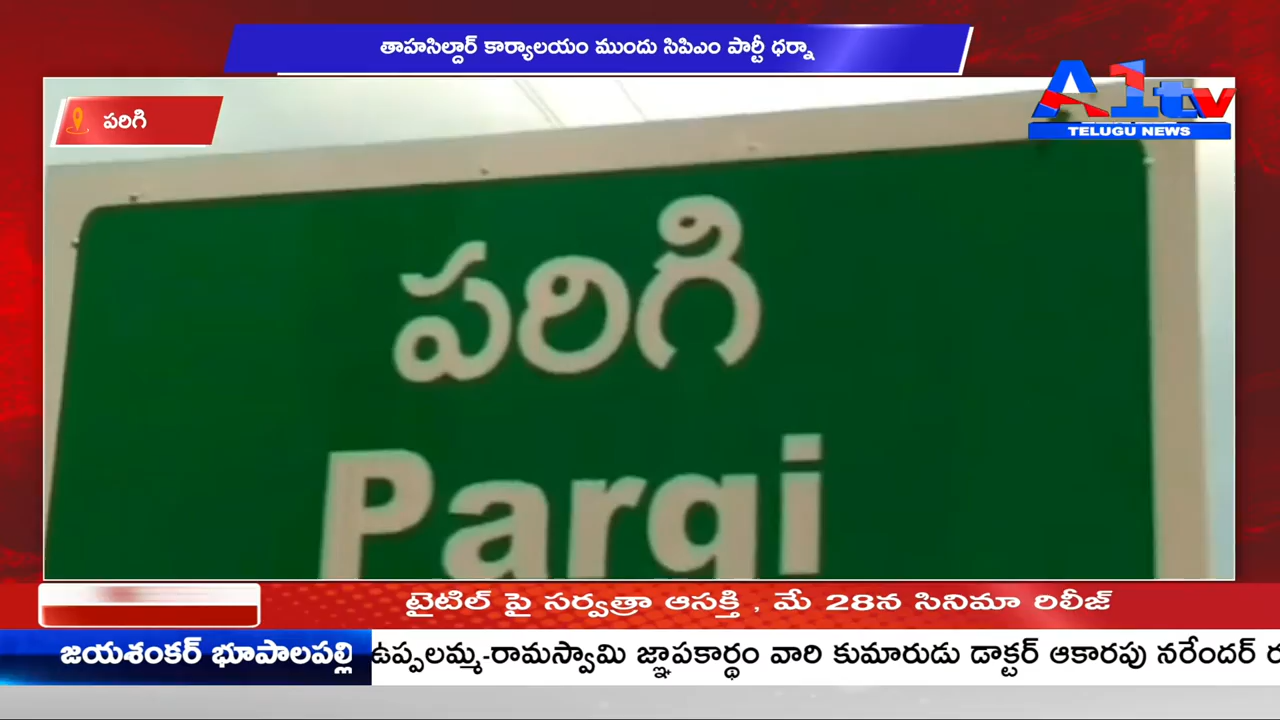 తాహసిల్దార్ కార్యాలయం ముందు సిపిఎం పార్టీ ధర్నా
పరిగి
A1tv
TELUGU NEWS
పరిగి
Pargi
టైటిల్ పై సర్వత్రా ఆసక్తి , మే 28న సినిమా రిలీజ్
జయశంకర్ భూపాలపల్లి
ఉప్పలమ్మ-రామస్వామి జ్ఞాపకార్థం వారి కుమారుడు డాక్టర్ ఆకారపు నరేందర్